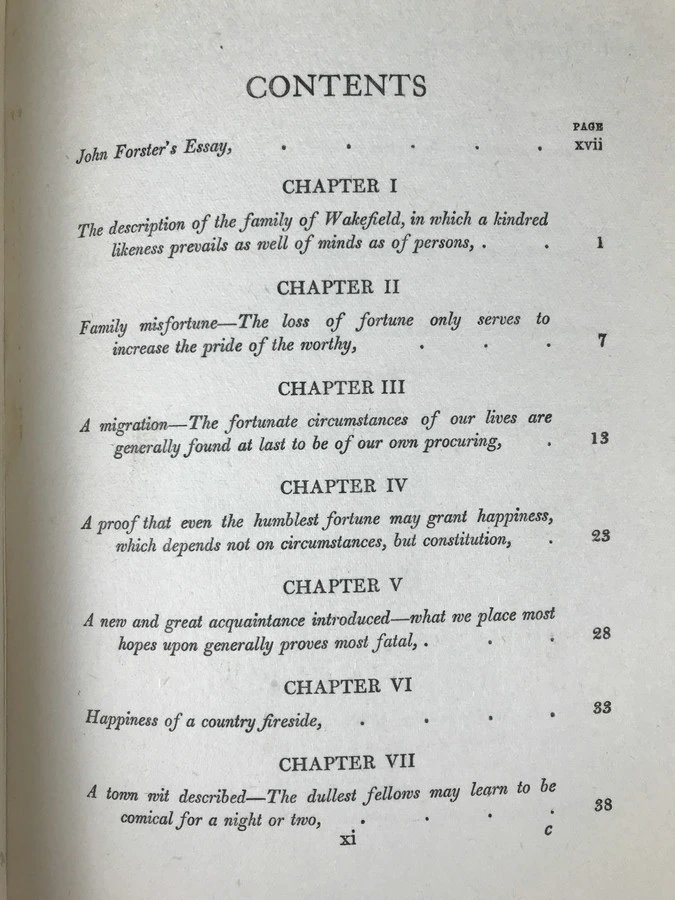 CONTENTS
PAGE
John Forster's Essay, . . . . . xvii
CHAPTER I
The description of the family of Wakefield, in which a kindred
likeness prevails as well of minds as of persons, . . 1
CHAPTER II
Family misfortune—The loss of fortune only serves to
increase the pride of the worthy, . . . 7
CHAPTER III
A migration—The fortunate circumstances of our lives are
generally found at last to be of our own procuring, . 13
CHAPTER IV
A proof that even the humblest fortune may grant happiness,
which depends not on circumstances, but constitution, . 23
CHAPTER V
A new and great acquaintance introduced—what we place most
hopes upon generally proves most fatal, . . . 28
CHAPTER VI
Happiness of a country fireside, . . . . 33
CHAPTER VII
A town wit described—The dullest fellows may learn to be
comical for a night or two, . . . . 38
xi c